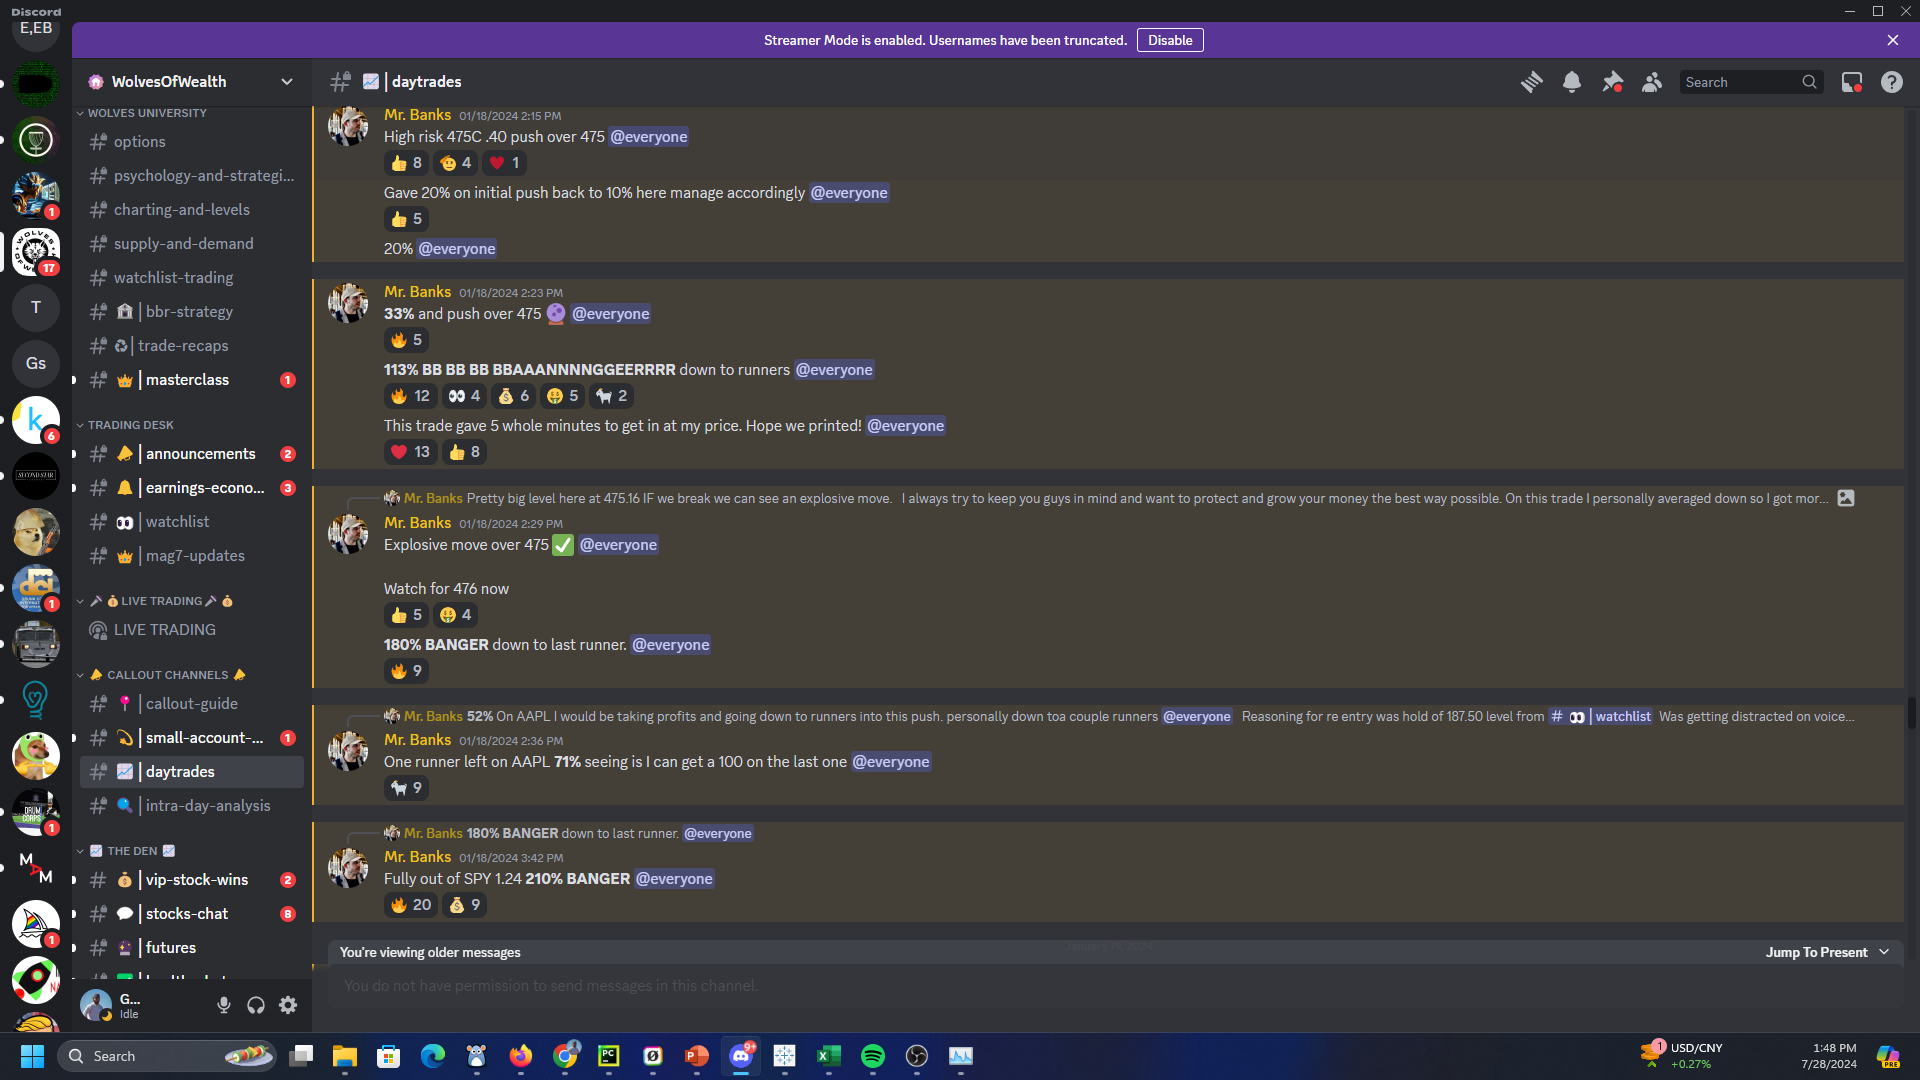 Discord
E,EB
Streamer Mode is enabled. Usernames have been truncated.
Disable
WolvesOfWealth
daytrades
Search
WOLVES UNIVERSITY
options
psychology-and-strategi...
charting-and-levels
supply-and-demand
watchlist-trading
bbr-strategy
trade-recaps
masterclass
1
TRADING DESK
announcements
2
earnings-econo...
3
watchlist
mag7-updates
LIVE TRADING
LIVE TRADING
CALLOUT CHANNELS
callout-guide
small-account-...
1
daytrades
intra-day-analysis
THE DEN
vip-stock-wins
2
stocks-chat
8
futures
1
17
T
Gs
k
6
SECOND STAR
dci
1
DRUM CORPS
1
M A M
1
G...
Idle
Mr. Banks 01/18/2024 2:15 PM
High risk 475C .40 push over 475 @everyone
8 4 1
Gave 20% on initial push back to 10% here manage accordingly @everyone
5
20% @everyone
Mr. Banks 01/18/2024 2:23 PM
33% and push over 475 @everyone
5
113% BB BB BB BBAAANNNNGGEERRRR down to runners @everyone
12 4 6 5 2
This trade gave 5 whole minutes to get in at my price. Hope we printed! @everyone
13 8
Mr. Banks Pretty big level here at 475.16 IF we break we can see an explosive move. I always try to keep you guys in mind and want to protect and grow your money the best way possible. On this trade I personally averaged down so I got mor...
Mr. Banks 01/18/2024 2:29 PM
Explosive move over 475 @everyone
Watch for 476 now
5 4
180% BANGER down to last runner. @everyone
9
Mr. Banks 52% On AAPL I would be taking profits and going down to runners into this push. personally down toa couple runners @everyone Reasoning for re entry was hold of 187.50 level from # watchlist Was getting distracted on voice...
Mr. Banks 01/18/2024 2:36 PM
One runner left on AAPL 71% seeing is I can get a 100 on the last one @everyone
9
Mr. Banks 180% BANGER down to last runner. @everyone
Mr. Banks 01/18/2024 3:42 PM
Fully out of SPY 1.24 210% BANGER @everyone
20 9
You're viewing older messages
Jump To Present
You do not have permission to send messages in this channel.
Search
PC
9+
1
USD/CNY
+0.27%
1:48 PM
7/28/2024
PRE